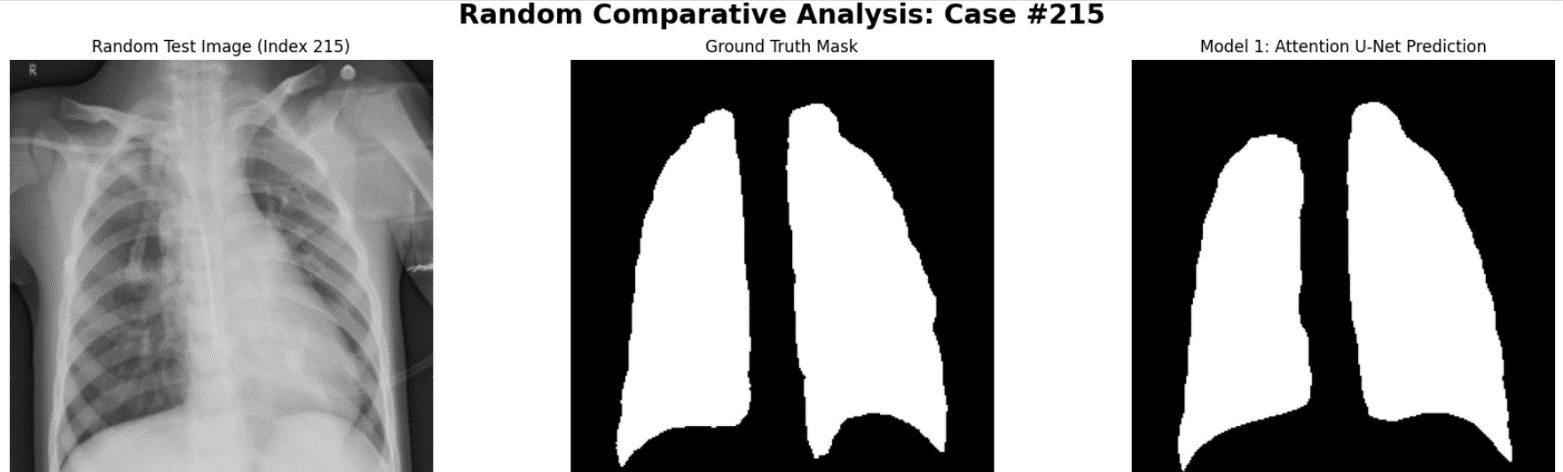 Random Comparative Analysis: Case #215
Random Test Image (Index 215)
Ground Truth Mask
Model 1: Attention U-Net Prediction
R